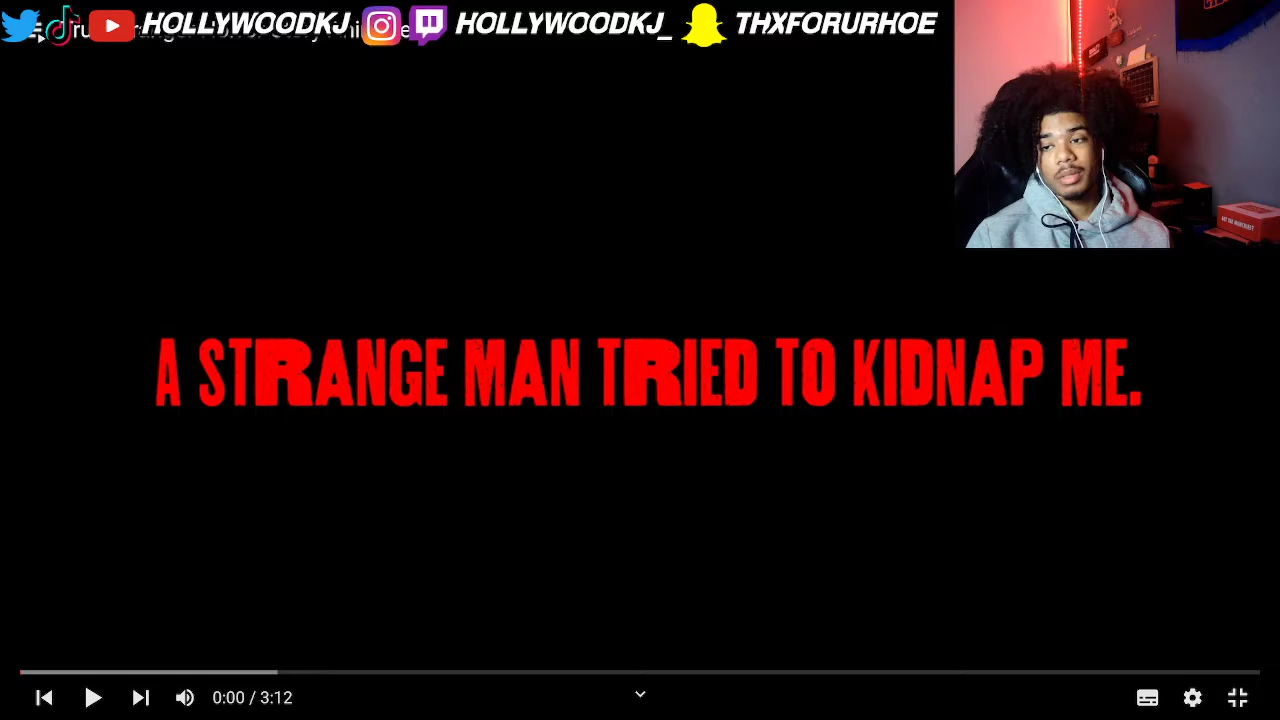 HOLLYWOODKJ HOLLYWOODKJ_ THXFORURHOE
A STRANGE MAN TRIED TO KIDNAP ME.
0:00 / 3:12